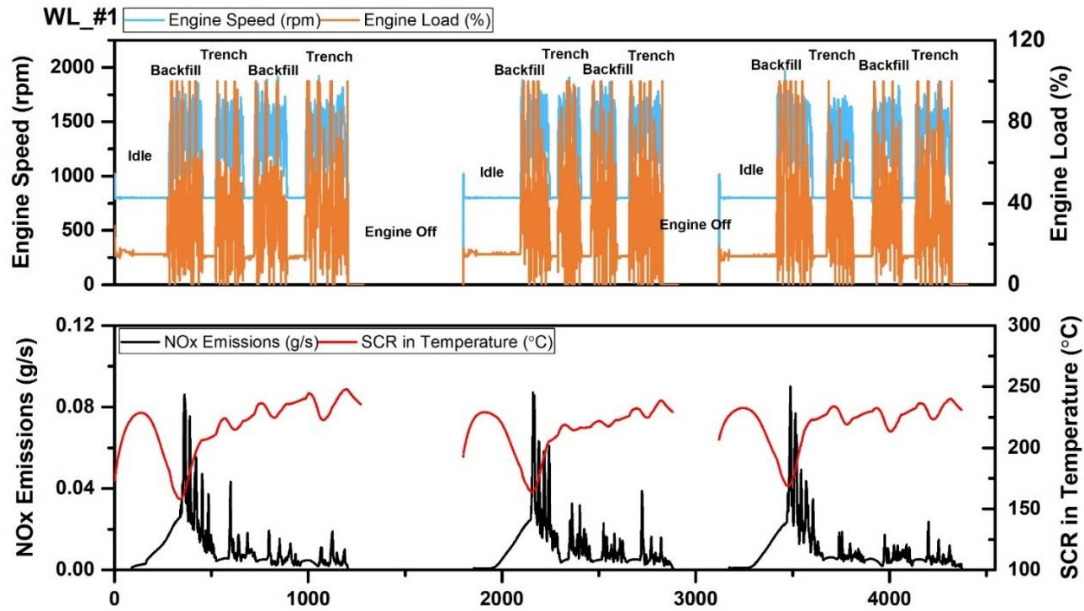 WL_#1
Engine Speed (rpm) Engine Load (%)
Engine Speed (rpm)
2000
1500
1000
500
0
Idle
Backfill
Trench
Backfill
Trench
Engine Off
Idle
Backfill
Trench
Backfill
Trench
Engine Off
Idle
Backfill
Trench
Backfill
Trench
120
80
40
0
Engine Load (%)
NOx Emissions (g/s) SCR in Temperature (°C)
NOx Emissions (g/s)
0.12
0.08
0.04
0.00
300
250
200
150
100
SCR in Temperature (°C)
0 1000 2000 3000 4000